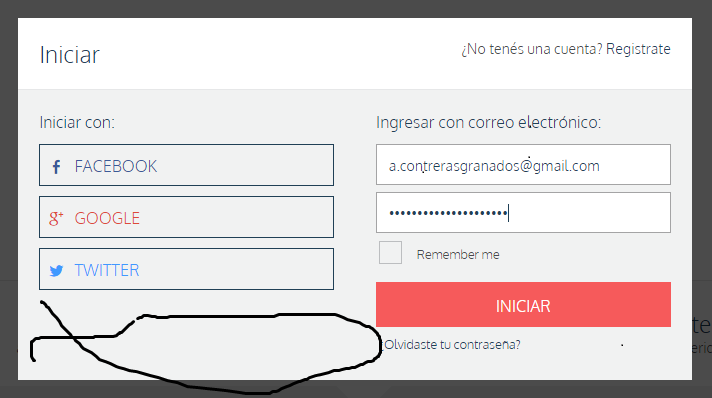 Iniciar
¿No tenés una cuenta? Registrate
Iniciar con:
FACEBOOK
GOOGLE
TWITTER
Ingresar con correo electrónico:
a.contrerasgranados@gmail.com
Remember me
INICIAR
Olvidaste tu contraseña?